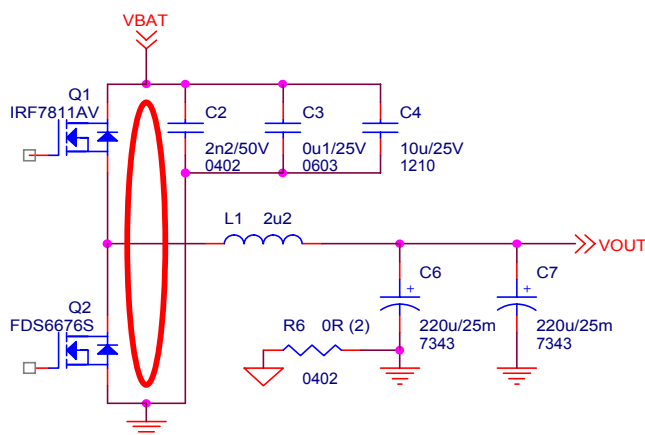 VBAT
Q1
IRF7811AV
C2
2n2/50V
0402
C3
0u1/25V
0603
C4
10u/25V
1210
L1 2u2
VOUT
Q2
FDS6676S
C6
+
220u/25m
7343
C7
+
220u/25m
7343
R6 0R (2)
0402